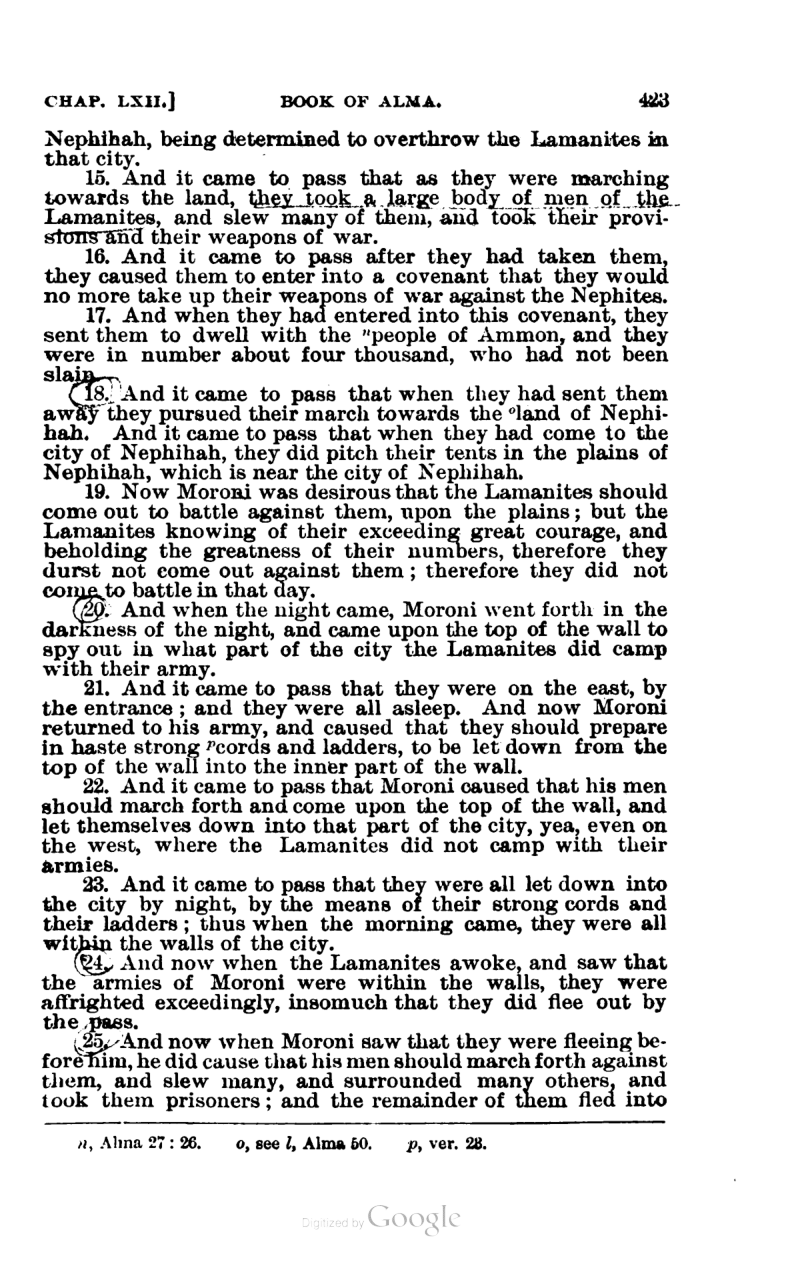 CHAP. LXII.] BOOK OF ALMA. 423
Nephihah, being determined to overthrow the Lamanites in
that city.
15. And it came to pass that as they were marching
towards the land, they took a large body of men of the
Lamanites, and slew many of them, and took their provi-
sions and their weapons of war.
16. And it came to pass after they had taken them,
they caused them to enter into a covenant that they would
no more take up their weapons of war against the Nephites.
17. And when they had entered into this covenant, they
sent them to dwell with the "people of Ammon, and they
were in number about four thousand, who had not been
slain.
18. And it came to pass that when they had sent them
away they pursued their march towards the °land of Nephi-
hah. And it came to pass that when they had come to the
city of Nephihah, they did pitch their tents in the plains of
Nephihah, which is near the city of Nephihah.
19. Now Moroni was desirous that the Lamanites should
come out to battle against them, upon the plains; but the
Lamanites knowing of their exceeding great courage, and
beholding the greatness of their numbers, therefore they
durst not come out against them; therefore they did not
come to battle in that day.
20. And when the night came, Moroni went forth in the
darkness of the night, and came upon the top of the wall to
spy out in what part of the city the Lamanites did camp
with their army.
21. And it came to pass that they were on the east, by
the entrance; and they were all asleep. And now Moroni
returned to his army, and caused that they should prepare
in haste strong ᵖcords and ladders, to be let down from the
top of the wall into the inner part of the wall.
22. And it came to pass that Moroni caused that his men
should march forth and come upon the top of the wall, and
let themselves down into that part of the city, yea, even on
the west, where the Lamanites did not camp with their
armies.
23. And it came to pass that they were all let down into
the city by night, by the means of their strong cords and
their ladders; thus when the morning came, they were all
within the walls of the city.
24. And now when the Lamanites awoke, and saw that
the armies of Moroni were within the walls, they were
affrighted exceedingly, insomuch that they did flee out by
the pass.
25. And now when Moroni saw that they were fleeing be-
fore him, he did cause that his men should march forth against
them, and slew many, and surrounded many others, and
took them prisoners; and the remainder of them fled into
n, Alma 27: 26. o, see l, Alma 50. p, ver. 23.
Digitized by Google